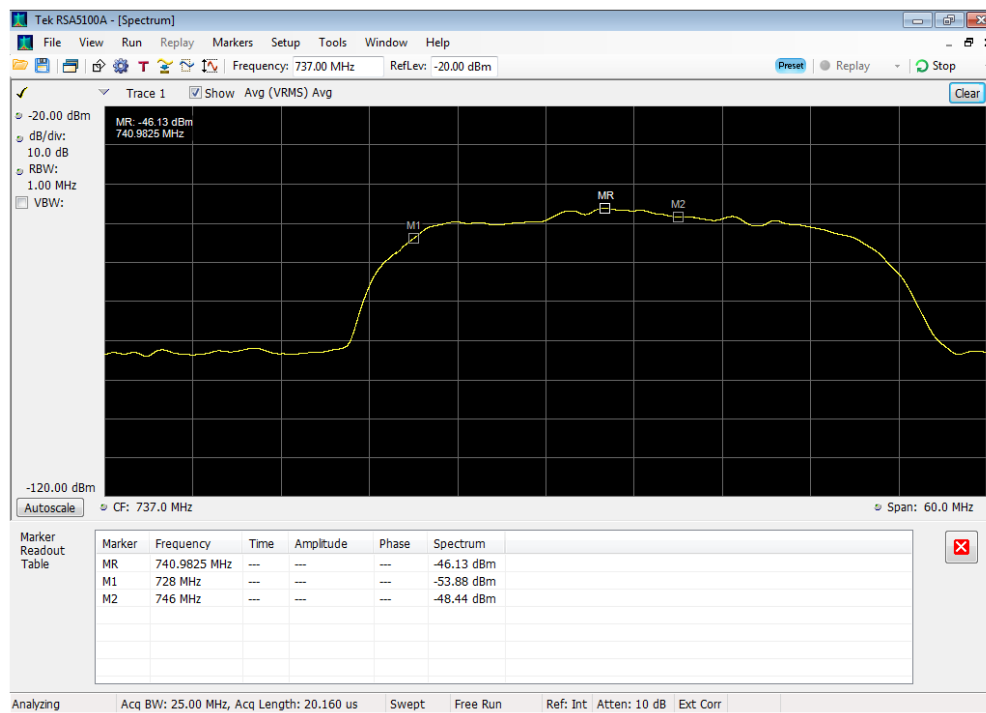 Tek RSA5100A - [Spectrum]
File View Run Replay Markers Setup Tools Window Help
T Frequency: 737.00 MHz RefLev: -20.00 dBm Preset Replay Stop
Trace 1 Show Avg (VRMS) Avg Clear
-20.00 dBm
dB/div:
10.0 dB
RBW:
1.00 MHz
VBW:
MR: -46.13 dBm
740.9825 MHz
M1
MR
M2
-120.00 dBm
Autoscale CF: 737.0 MHz Span: 60.0 MHz
Marker
Readout
Table
Marker Frequency Time Amplitude Phase Spectrum
MR 740.9825 MHz --- --- --- -46.13 dBm
M1 728 MHz --- --- --- -53.88 dBm
M2 746 MHz --- --- --- -48.44 dBm
Analyzing Acq BW: 25.00 MHz, Acq Length: 20.160 us Swept Free Run Ref: Int Atten: 10 dB Ext Corr